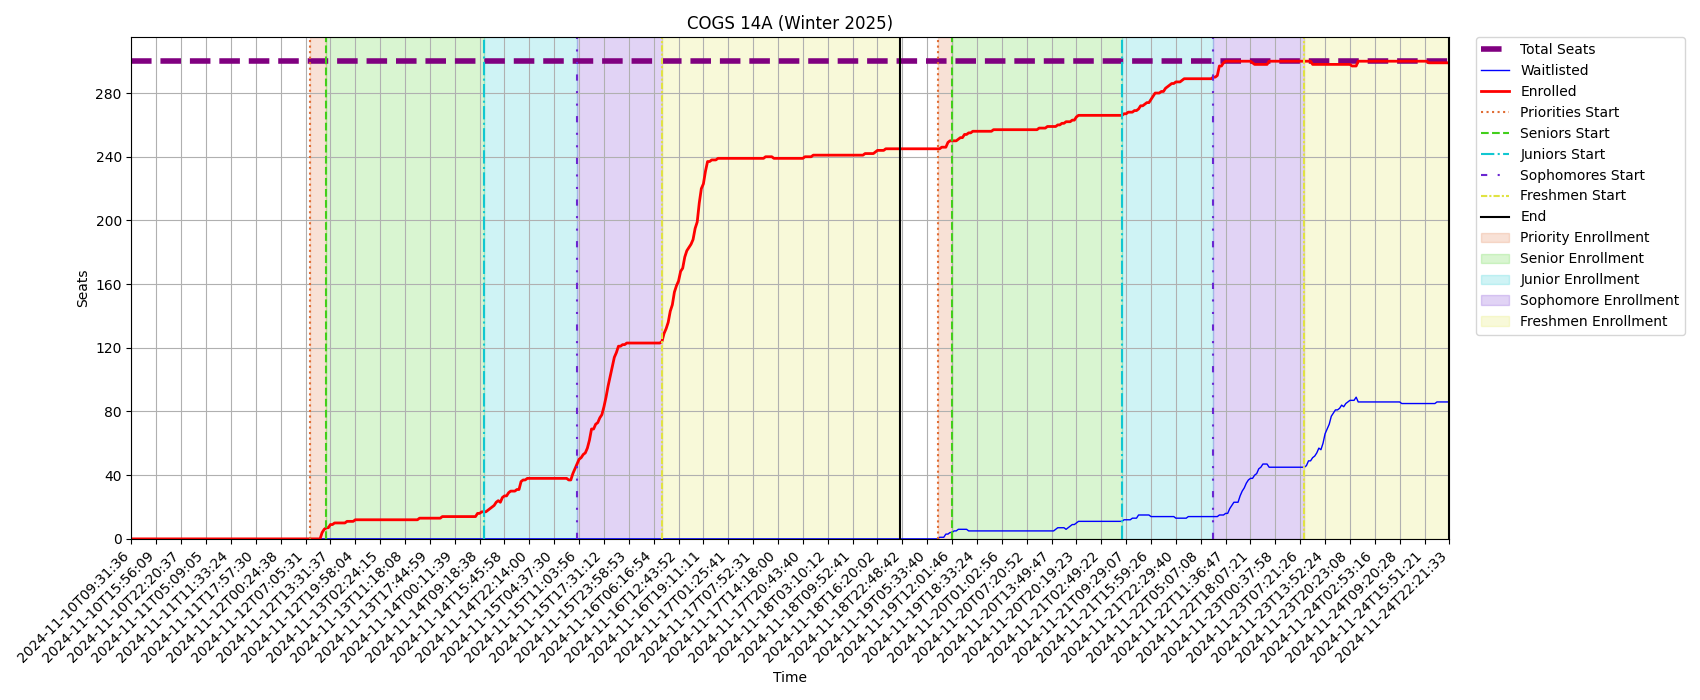 COGS 14A (Winter 2025)
Seats
280
240
200
160
120
80
40
0
2024-11-10T09:31:36
2024-11-10T15:56:09
2024-11-10T22:20:37
2024-11-11T05:09:05
2024-11-11T11:33:24
2024-11-11T17:57:30
2024-11-12T00:24:38
2024-11-12T07:05:31
2024-11-12T13:31:37
2024-11-12T19:58:04
2024-11-13T02:24:15
2024-11-13T11:18:08
2024-11-13T17:44:59
2024-11-14T00:11:39
2024-11-14T09:18:38
2024-11-14T15:45:58
2024-11-14T22:14:00
2024-11-15T04:37:30
2024-11-15T11:03:56
2024-11-15T17:31:12
2024-11-15T23:58:53
2024-11-16T06:16:54
2024-11-16T12:43:52
2024-11-16T19:11:11
2024-11-17T01:25:41
2024-11-17T07:52:31
2024-11-17T14:18:00
2024-11-17T20:43:40
2024-11-18T03:10:12
2024-11-18T09:52:41
2024-11-18T16:20:02
2024-11-18T22:48:42
2024-11-19T05:33:40
2024-11-19T12:01:46
2024-11-19T18:33:24
2024-11-20T01:02:56
2024-11-20T07:20:52
2024-11-20T13:49:47
2024-11-20T20:19:23
2024-11-21T02:49:22
2024-11-21T09:29:07
2024-11-21T15:59:26
2024-11-21T22:29:40
2024-11-22T05:07:08
2024-11-22T11:36:47
2024-11-22T18:07:21
2024-11-23T00:37:58
2024-11-23T07:21:26
2024-11-23T13:52:24
2024-11-23T20:23:08
2024-11-24T02:53:16
2024-11-24T09:20:28
2024-11-24T15:51:21
2024-11-24T22:21:33
Time
Total Seats
Waitlisted
Enrolled
Priorities Start
Seniors Start
Juniors Start
Sophomores Start
Freshmen Start
End
Priority Enrollment
Senior Enrollment
Junior Enrollment
Sophomore Enrollment
Freshmen Enrollment